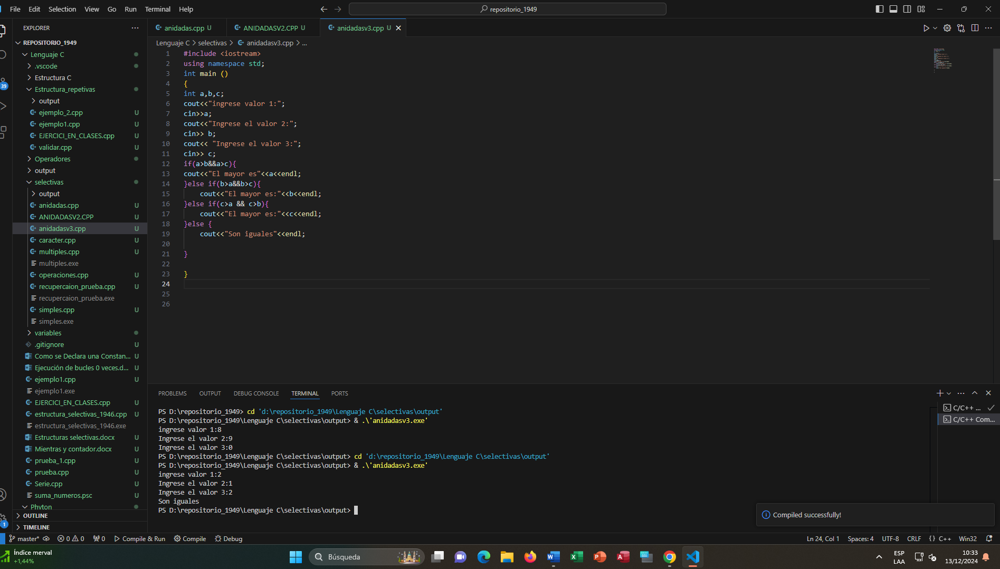 File Edit Selection View Go Run Terminal Help
repositorio_1949
EXPLORER
REPOSITORIO_1949
Lenguaje C
.vscode
Estructura C
Estructura_repetivas
output
ejemplo_2.cpp U
ejemplo1.cpp U
EJERCICI_EN_CLASES.cpp U
validar.cpp U
Operadores
output
selectivas
output
anidadas.cpp U
ANIDADASV2.CPP U
anidadasv3.cpp U
caracter.cpp U
multiples.cpp U
multiples.exe
operaciones.cpp U
recupercaion_prueba.cpp U
recupercaion_prueba.exe
simples.cpp U
simples.exe
variables
.gitignore U
Como se Declara una Constan... U
Ejecución de bucles 0 veces.d... U
ejemplo1.cpp U
ejemplo1.exe
EJERCICI_EN_CLASES.cpp U
estructura_selectivas_1946.cpp U
estructura_selectivas_1946.exe
Estructuras selectivas.docx U
Mientras y contador.docx U
prueba_1.cpp U
prueba.cpp U
Serie.cpp U
suma_numeros.psc U
Phyton
OUTLINE
TIMELINE
39
1
anidadas.cpp U ANIDADASV2.CPP U anidadasv3.cpp U
Lenguaje C > selectivas > anidadasv3.cpp > ...
1 #include <iostream>
2 using namespace std;
3 int main ()
4 {
5 int a,b,c;
6 cout<<"ingrese valor 1:";
7 cin>>a;
8 cout<<"Ingrese el valor 2:";
9 cin>> b;
10 cout<< "Ingrese el valor 3:";
11 cin>> c;
12 if(a>b&&a>c){
13 cout<<"El mayor es"<<a<<endl;
14 }else if(b>a&&b>c){
15 cout<<"El mayor es:"<<b<<endl;
16 }else if(c>a && c>b){
17 cout<<"El mayor es:"<<c<<endl;
18 }else {
19 cout<<"Son iguales"<<endl;
20
21 }
22
23 }
24
25
26
PROBLEMS OUTPUT DEBUG CONSOLE TERMINAL PORTS
PS D:\repositorio_1949> cd 'd:\repositorio_1949\Lenguaje C\selectivas\output'
PS D:\repositorio_1949\Lenguaje C\selectivas\output> & .\'anidadasv3.exe'
ingrese valor 1:8
Ingrese el valor 2:9
Ingrese el valor 3:0
PS D:\repositorio_1949\Lenguaje C\selectivas\output> cd 'd:\repositorio_1949\Lenguaje C\selectivas\output'
PS D:\repositorio_1949\Lenguaje C\selectivas\output> & .\'anidadasv3.exe'
ingrese valor 1:2
Ingrese el valor 2:1
Ingrese el valor 3:2
Son iguales
PS D:\repositorio_1949\Lenguaje C\selectivas\output>
C/C++ ...
C/C++ Com...
Compiled successfully!
master* 0 0 0 Compile & Run Compile Debug
Ln 24, Col 1 Spaces: 4 UTF-8 CRLF {} C++ Win32
Índice merval
+1,44%
Búsqueda
ESP
LAA
10:33
13/12/2024